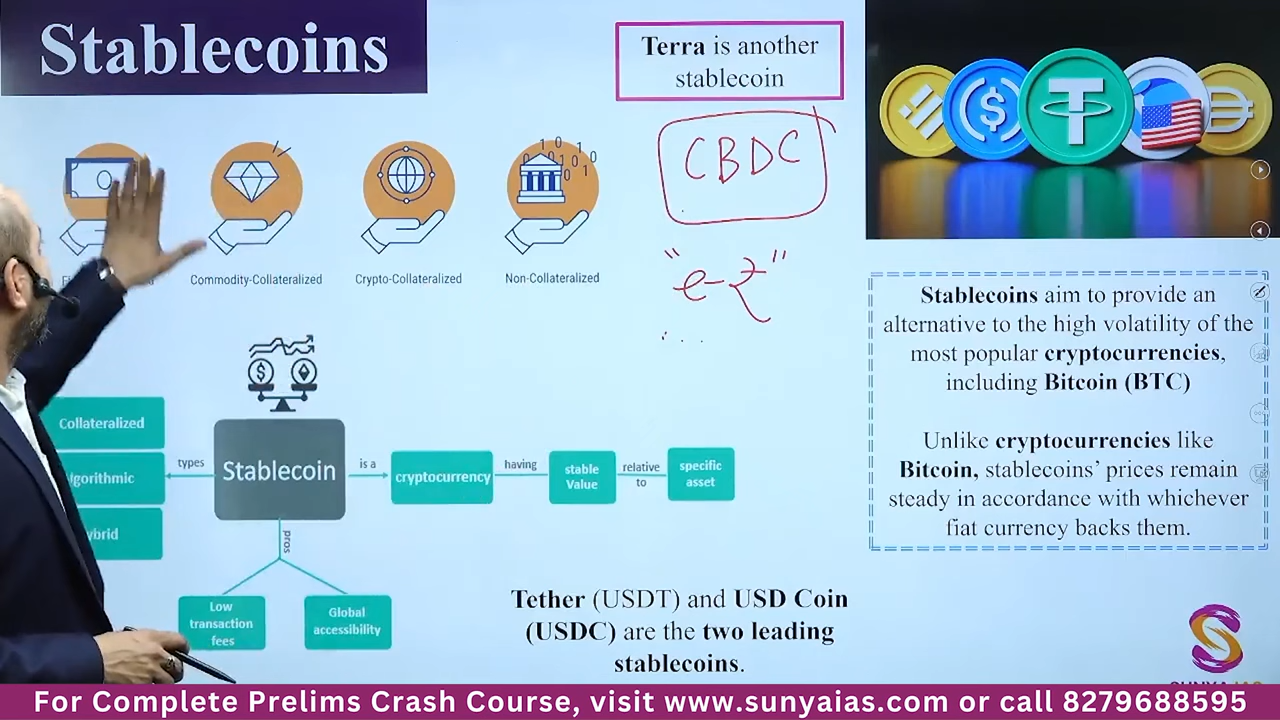 Stablecoins
Terra is another
stablecoin
CBDC
"e-₹"
Commodity-Collateralized
Crypto-Collateralized
Non-Collateralized
Stablecoins aim to provide an
alternative to the high volatility of the
most popular cryptocurrencies,
including Bitcoin (BTC)
Unlike cryptocurrencies like
Bitcoin, stablecoins' prices remain
steady in accordance with whichever
fiat currency backs them.
Collateralized
lgorithmic
ybrid
types
Stablecoin
is a
cryptocurrency
having
stable
Value
relative
to
specific
asset
pros
Low
transaction
fees
Global
accessibility
Tether (USDT) and USD Coin
(USDC) are the two leading
stablecoins.
For Complete Prelims Crash Course, visit www.sunyaias.com or call 8279688595